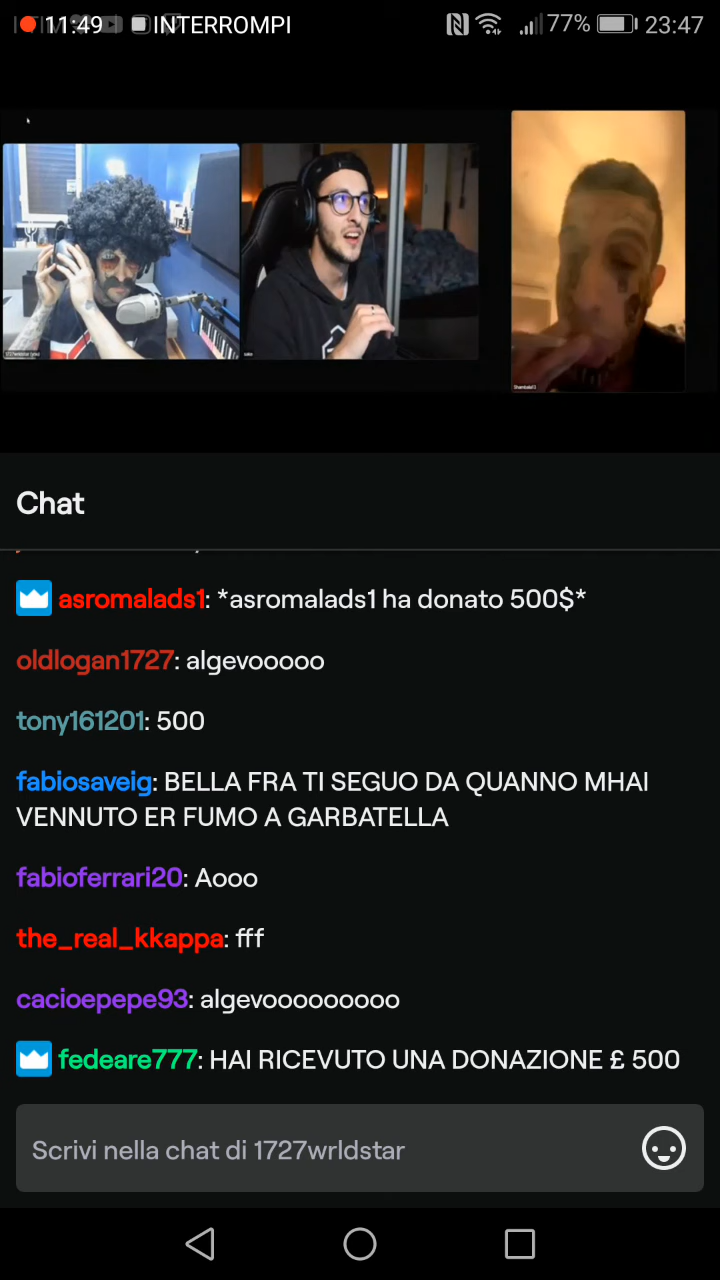 11:49 INTERROMPI 77% 23:47
Chat
asromalads1: *asromalads1 ha donato 500$*
oldlogan1727: algevooooo
tony161201: 500
fabiosaveig: BELLA FRA TI SEGUO DA QUANNO MHAI
VENNUTO ER FUMO A GARBATELLA
fabioferrari20: Aooo
the_real_kkappa: fff
cacioepepe93: algevooooooooo
fedeare777: HAI RICEVUTO UNA DONAZIONE £ 500
Scrivi nella chat di 1727wrldstar